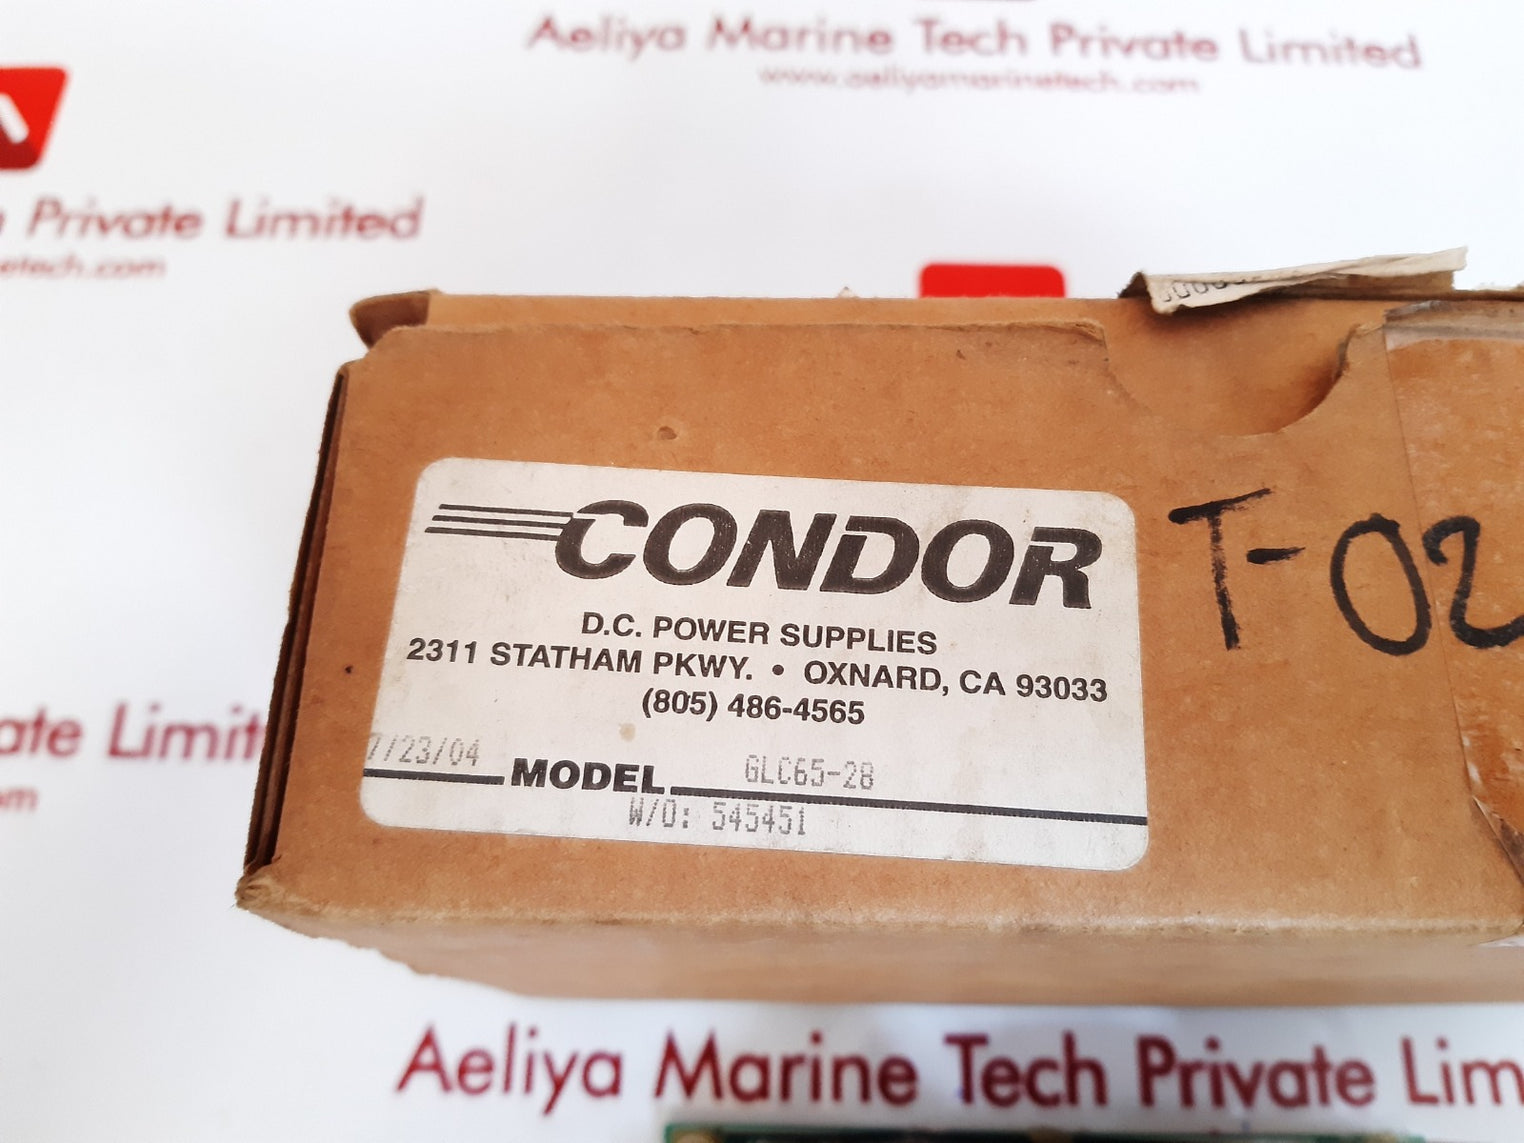 Aeliya Marine Tech Private Limited
www.aeliyamarinetech.com
Private Limited
etech.com
CONDOR
D.C. POWER SUPPLIES
2311 STATHAM PKWY. • OXNARD, CA 93033
(805) 486-4565
7/23/04 MODEL GLC65-28
W/O: 545451
T-02
ate Limit
om
Aeliya Marine Tech Private Lim